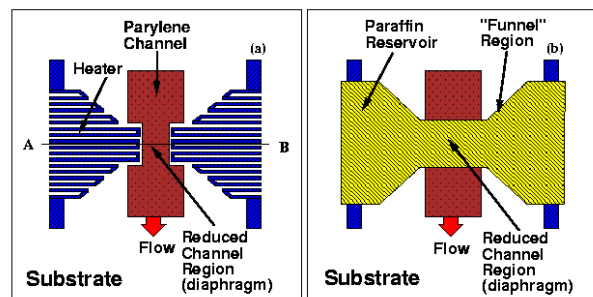 Parylene
Channel
(a)
Heater
A
B
Flow
Reduced
Channel
Region
(diaphragm)
Substrate
Paraffin
Reservoir
"Funnel"
Region
(b)
Flow
Reduced
Channel
Region
(diaphragm)
Substrate